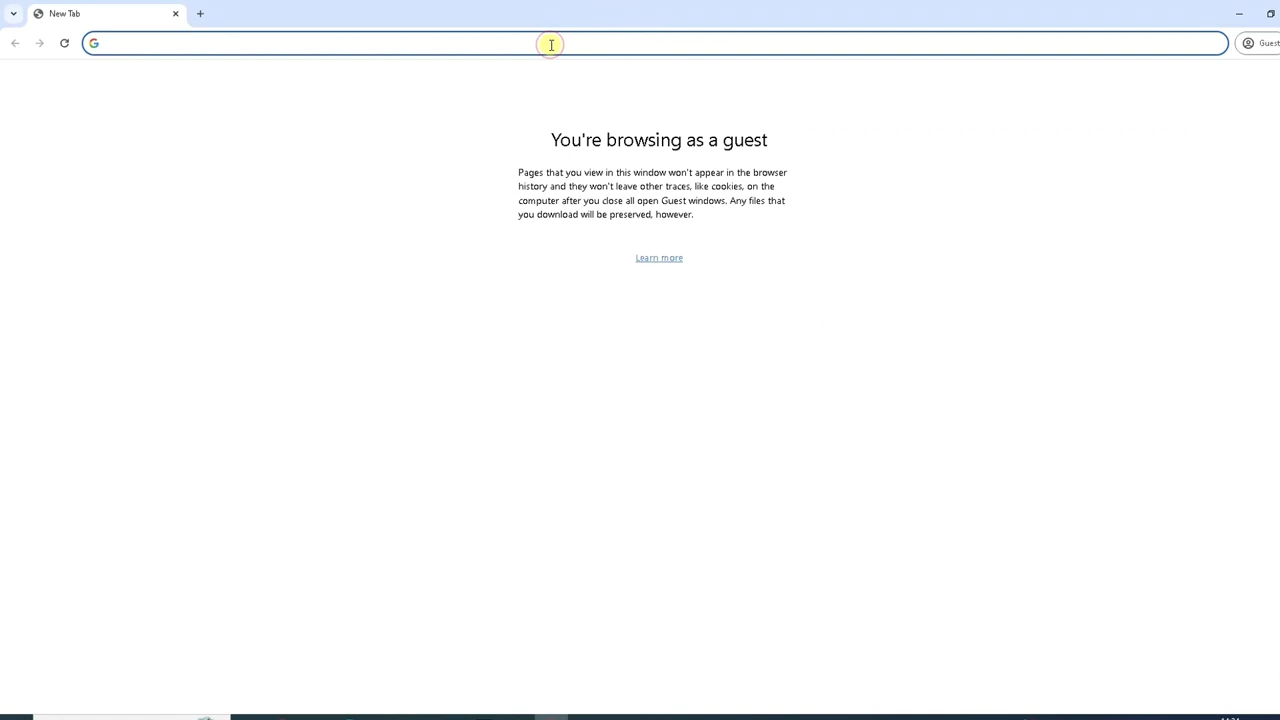 New Tab
Guest
You're browsing as a guest
Pages that you view in this window won't appear in the browser
history and they won't leave other traces, like cookies, on the
computer after you close all open Guest windows. Any files that
you download will be preserved, however.
Learn more